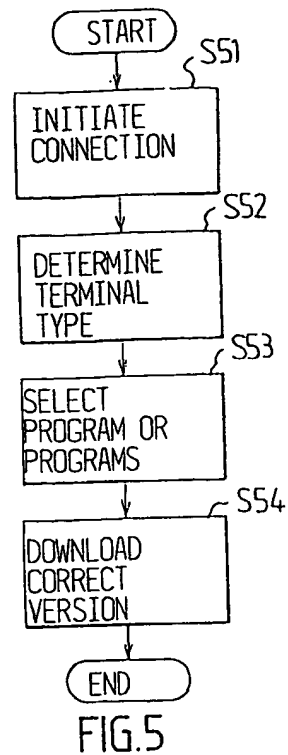 START
S51
INITIATE
CONNECTION
S52
DETERMINE
TERMINAL
TYPE
S53
SELECT
PROGRAM OR
PROGRAMS
S54
DOWNLOAD
CORRECT
VERSION
END
FIG.5